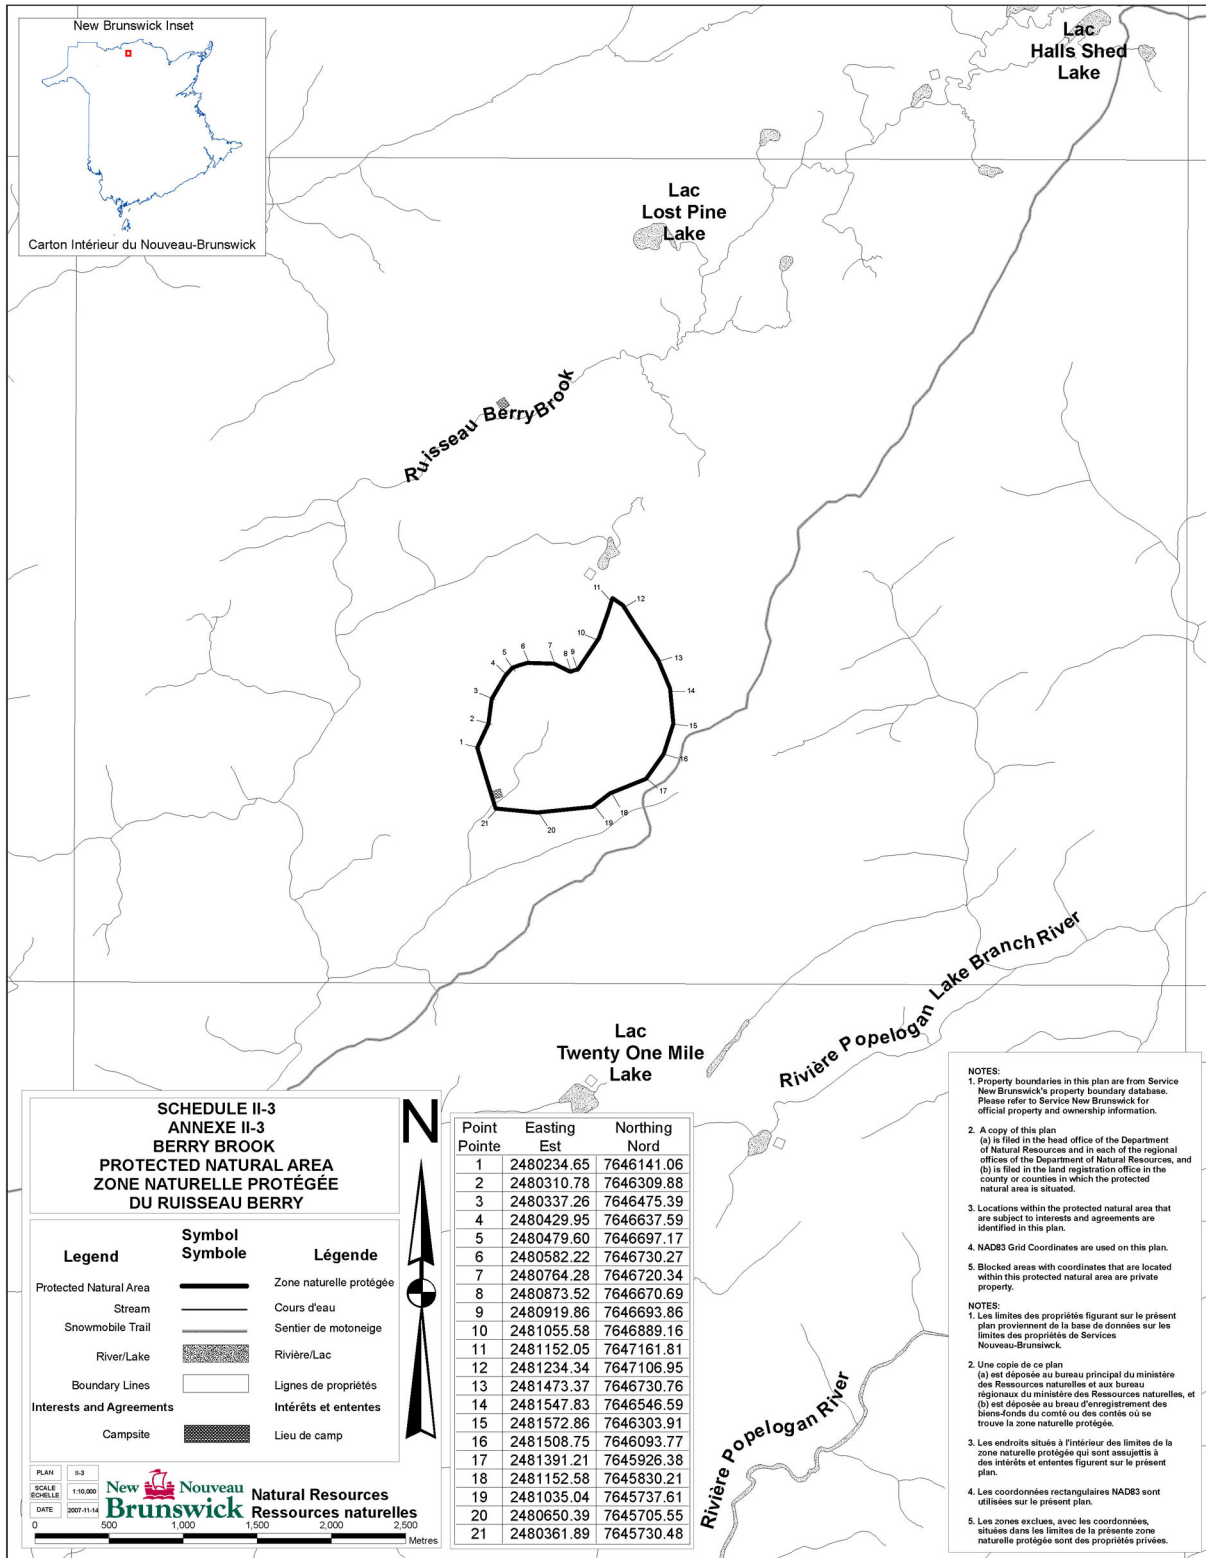 New Brunswick Inset
Carton Intérieur du Nouveau-Brunswick
Lac
Halls Shed
Lake
Lac
Lost Pine
Lake
Ruisseau BerryBrook
11
12
10
13
9
8
7
6
5
4
14
3
15
2
1
16
17
18
19
20
21
Rivière Popelogan Lake Branch River
Lac
Twenty One Mile
Lake
Rivière Popelogan River
SCHEDULE II-3
ANNEXE II-3
BERRY BROOK
PROTECTED NATURAL AREA
ZONE NATURELLE PROTÉGÉE
DU RUISSEAU BERRY
N
Symbol
Legend Symbole Légende
Protected Natural Area Zone naturelle protégée
Stream Cours d'eau
Snowmobile Trail Sentier de motoneige
River/Lake Rivière/Lac
Boundary Lines Lignes de propriétés
Interests and Agreements Intérêts et ententes
Campsite Lieu de camp
PLAN II-3
SCALE
ÉCHELLE 1:10,000
DATE 2007-11-14
New Nouveau
Brunswick
Natural Resources
Ressources naturelles
0 500 1,000 1,500 2,000 2,500
Metres
Point Easting Northing
Pointe Est Nord
1 2480234.65 7646141.06
2 2480310.78 7646309.88
3 2480337.26 7646475.39
4 2480429.95 7646637.59
5 2480479.60 7646697.17
6 2480582.22 7646730.27
7 2480764.28 7646720.34
8 2480873.52 7646670.69
9 2480919.86 7646693.86
10 2481055.58 7646889.16
11 2481152.05 7647161.81
12 2481234.34 7647106.95
13 2481473.37 7646730.76
14 2481547.83 7646546.59
15 2481572.86 7646303.91
16 2481508.75 7646093.77
17 2481391.21 7645926.38
18 2481152.58 7645830.21
19 2481035.04 7645737.61
20 2480650.39 7645705.55
21 2480361.89 7645730.48
NOTES:
1. Property boundaries in this plan are from Service
New Brunswick's property boundary database.
Please refer to Service New Brunswick for
official property and ownership information.
2. A copy of this plan
(a) is filed in the head office of the Department
of Natural Resources and in each of the regional
offices of the Department of Natural Resources, and
(b) is filed in the land registration office in the
county or counties in which the protected
natural area is situated.
3. Locations within the protected natural area that
are subject to interests and agreements are
identified in this plan.
4. NAD83 Grid Coordinates are used on this plan.
5. Blocked areas with coordinates that are located
within this protected natural area are private
property.
NOTES:
1. Les limites des propriétés figurant sur le présent
plan proviennent de la base de données sur les
limites des propriétés de Services
Nouveau-Brunsiwck.
2. Une copie de ce plan
(a) est déposée au bureau principal du ministère
des Ressources naturelles et aux bureau
régionaux du ministère des Ressources naturelles, et
(b) est déposée au breau d'enregistrement des
biens-fonds du comté ou des contés où se
trouve la zone naturelle protégée.
3. Les endroits situés à l'intérieur des limites de la
zone naturelle protégée qui sont assujettis à
des intérêts et ententes figurent sur le présent
plan.
4. Les coordonnées rectangulaires NAD83 sont
utilisées sur le présent plan.
5. Les zones exclues, avec les coordonnées,
situées dans les limites de la présente zone
naturelle protégée sont des propriétés privées.